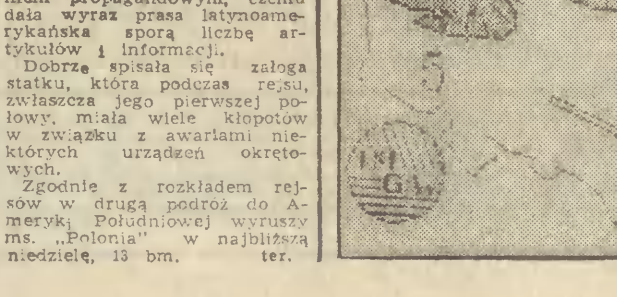 propagandowym, czemu
dała wyraz prasa latynoame-
rykańska sporą liczbę ar-
tykułów i informacji.
Dobrze spisała się załoga
statku, która podczas rejsu,
zwłaszcza jego pierwszej po-
łowy, miała wiele kłopotów
w związku z awariami nie-
których urządzeń okręto-
wych.
Zgodnie z rozkładem rej-
sów w drugą podróż do A-
meryki Południowej wyruszy
ms. „Polonia" w najbliższą
niedzielę, 13 bm. ter.